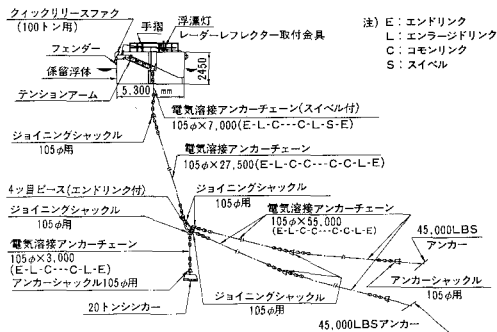 クィックリリースファク
(100トン用)
手摺
浮漂灯
レーダーレフレクター取付金具
フェンダー
保留浮体
2450
テンションアーム
5,300 mm
注) E:エンドリンク
L:エンラージドリンク
C:コモンリンク
S:スイベル
電気溶接アンカーチェーン(スイベル付)
105φ×7,000(E-L-C---C-L-S-E)
ジョイニングシャックル
105φ用
電気溶接アンカーチェーン
105φ×27,500(E-L-C-C---C-C-L-E)
4ッ目ピース(エンドリンク付)
ジョイニングシャックル
105φ用
ジョイニングシャックル
105φ用
電気溶接アンカーチェーン
105φ×55,000
(E-L-C-C---C-C-L-E)
45,000LBS
アンカー
電気溶接アンカーチェーン
105φ×3,000
(E-L-C---C-L-E)
アンカーシャックル105φ用
アンカーシャックル
105φ用
20トンシンカー
ジョイニングシャックル
105φ用
45,000LBSアンカー